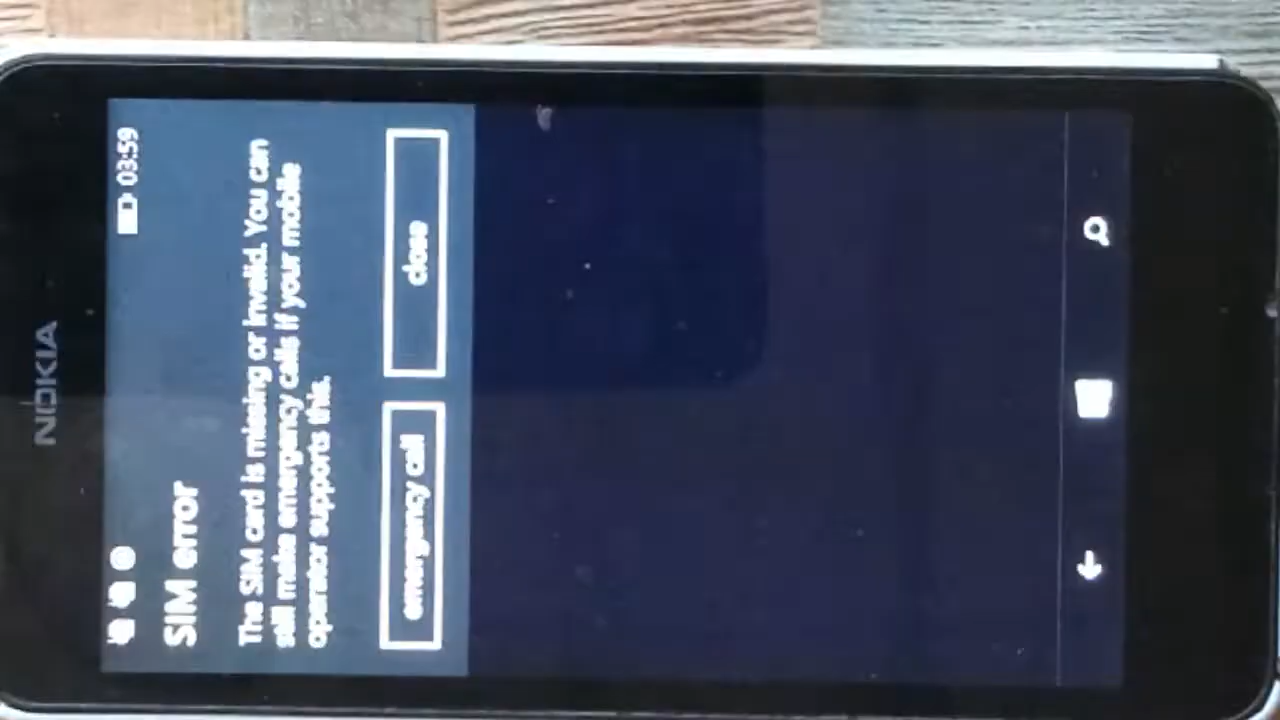 NOKIA
03:59
SIM error
The SIM card is missing or invalid. You can
still make emergency calls if your mobile
operator supports this.
emergency call
close